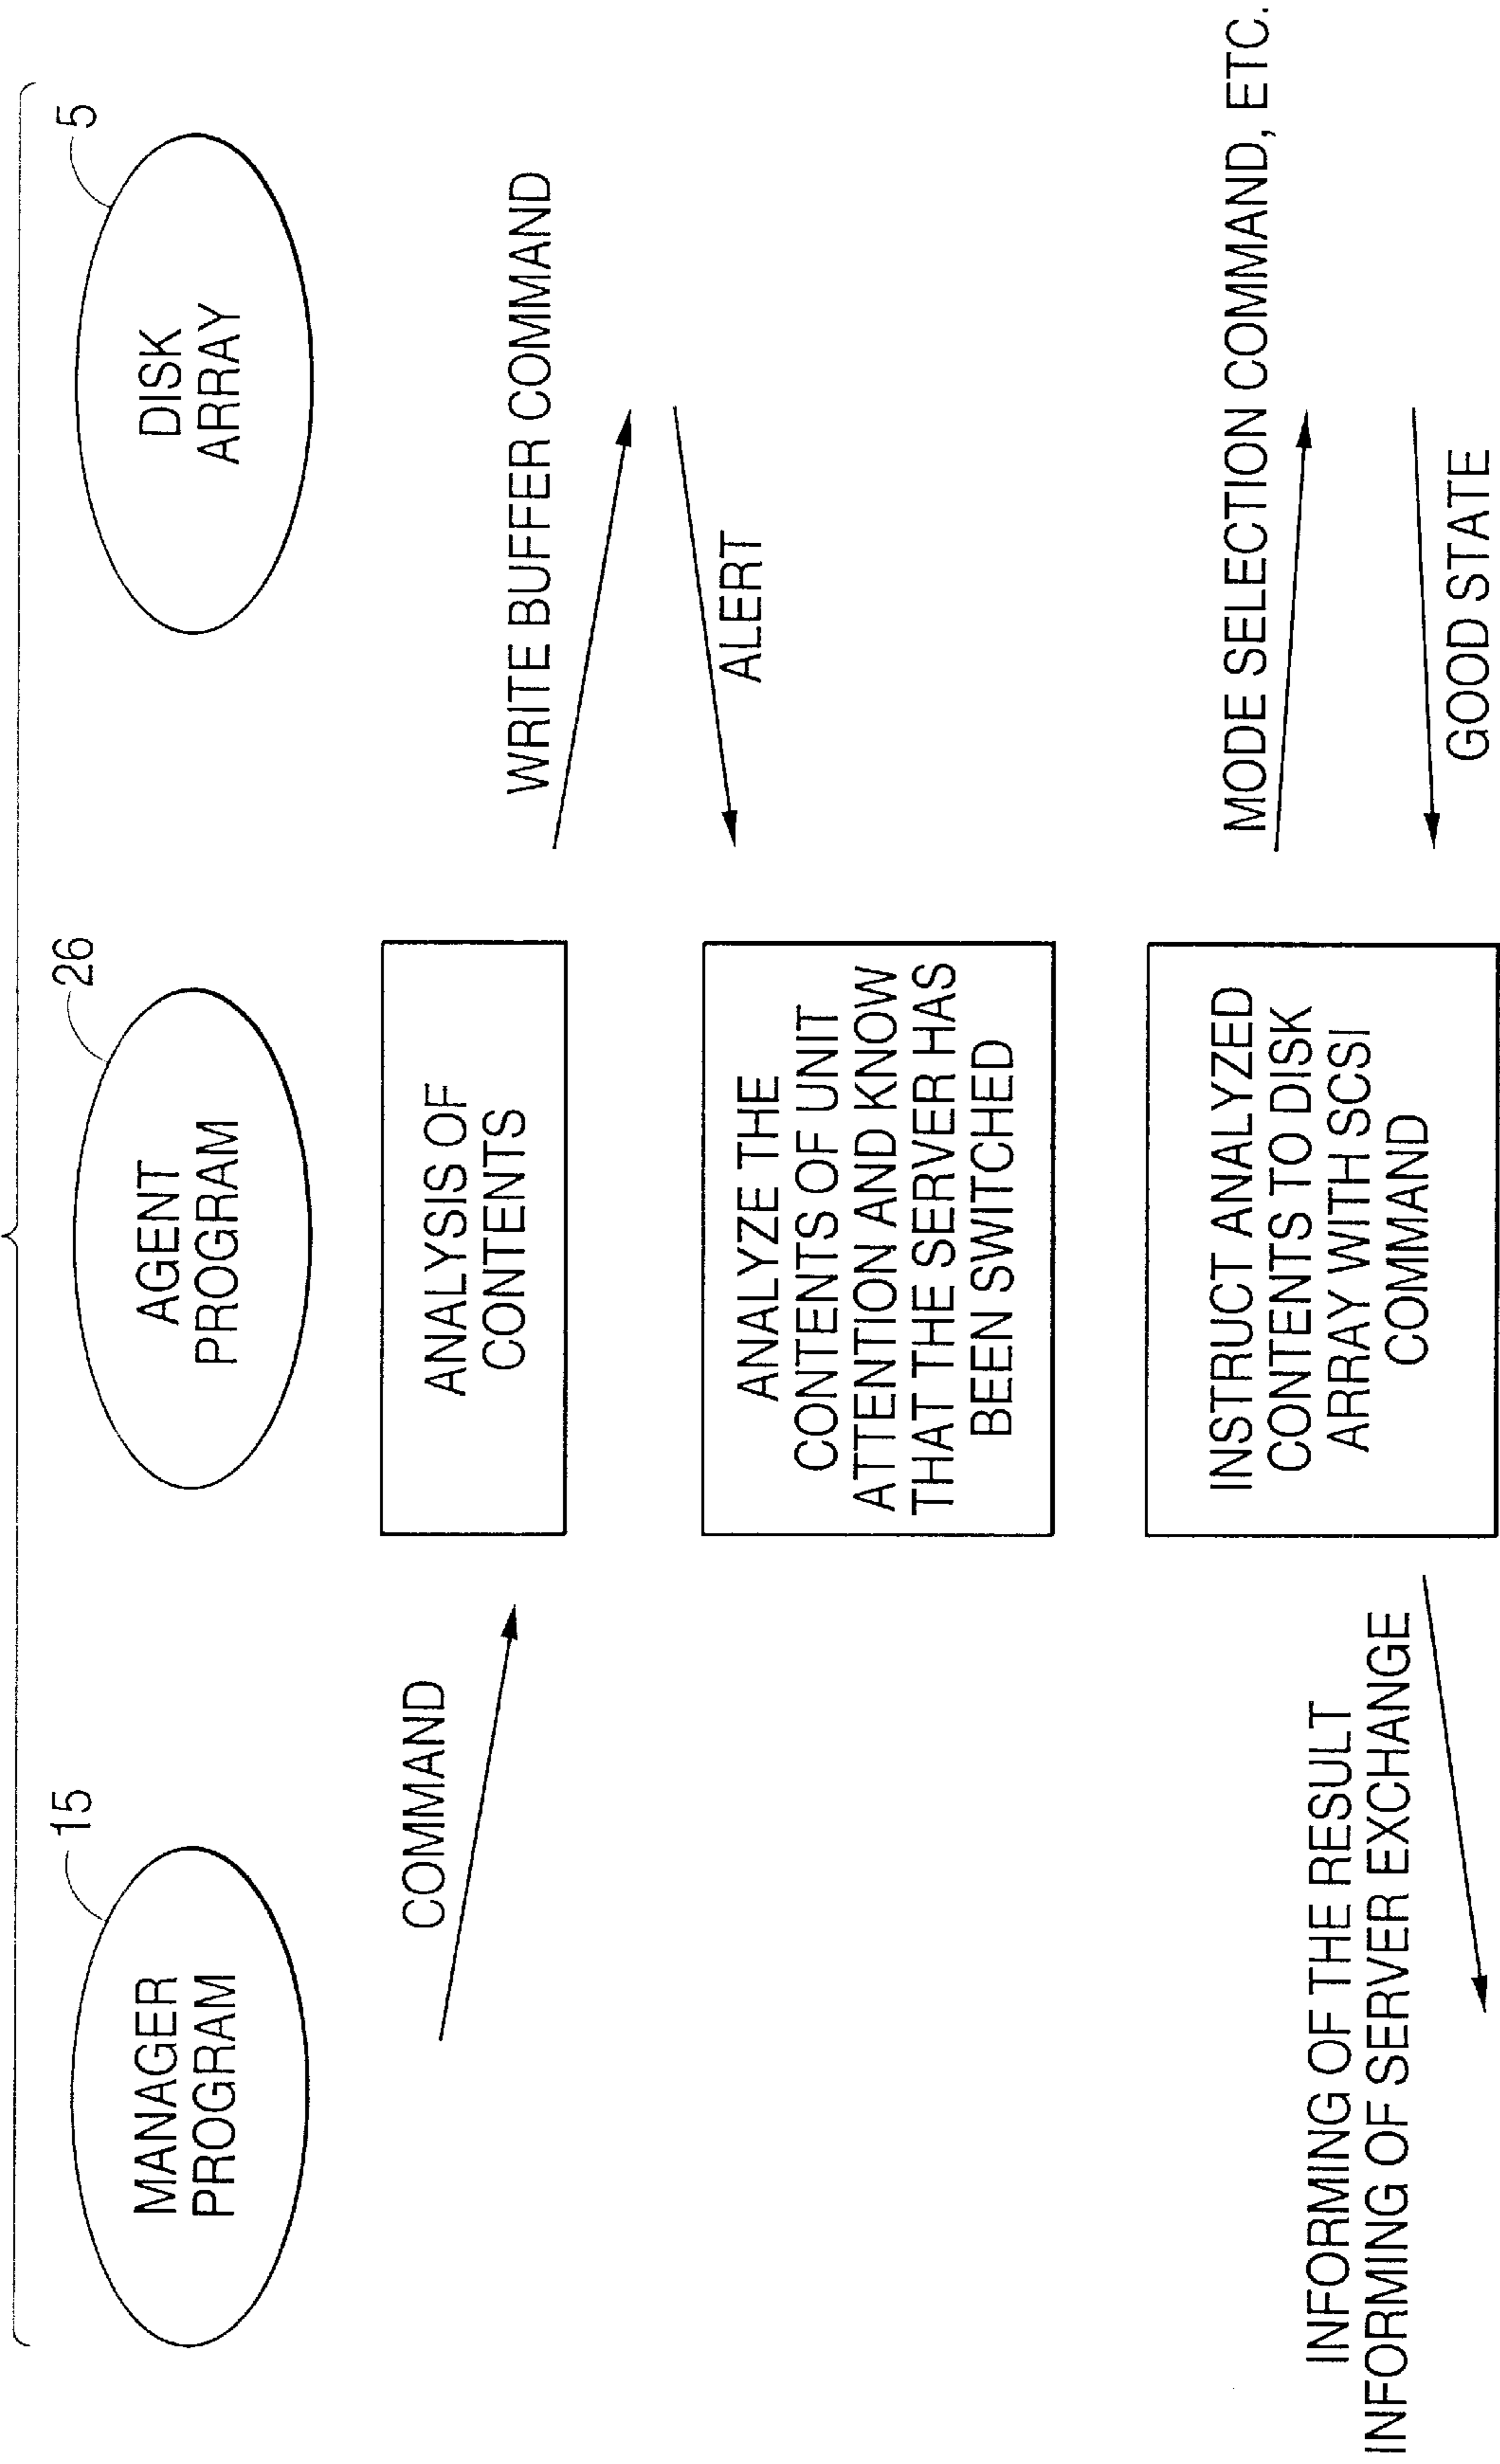 15
MANAGER
PROGRAM
26
AGENT
PROGRAM
5
DISK
ARRAY
COMMAND
ANALYSIS OF
CONTENTS
WRITE BUFFER COMMAND
ALERT
ANALYZE THE
CONTENTS OF UNIT
ATTENTION AND KNOW
THAT THE SERVER HAS
BEEN SWITCHED
INSTRUCT ANALYZED
CONTENTS TO DISK
ARRAY WITH SCSI
COMMAND
MODE SELECTION COMMAND, ETC.
GOOD STATE
INFORMING OF THE RESULT
INFORMING OF SERVER EXCHANGE